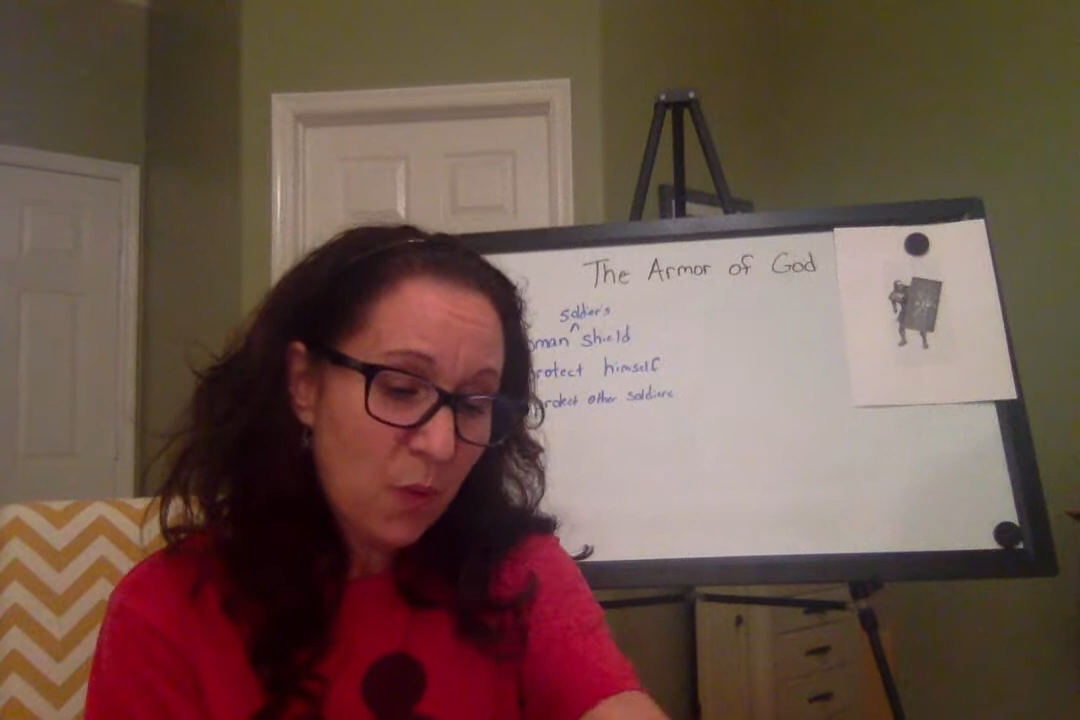 The Armor of God
soldier's
^
oman shield
rotect himself
rotect other soldiers